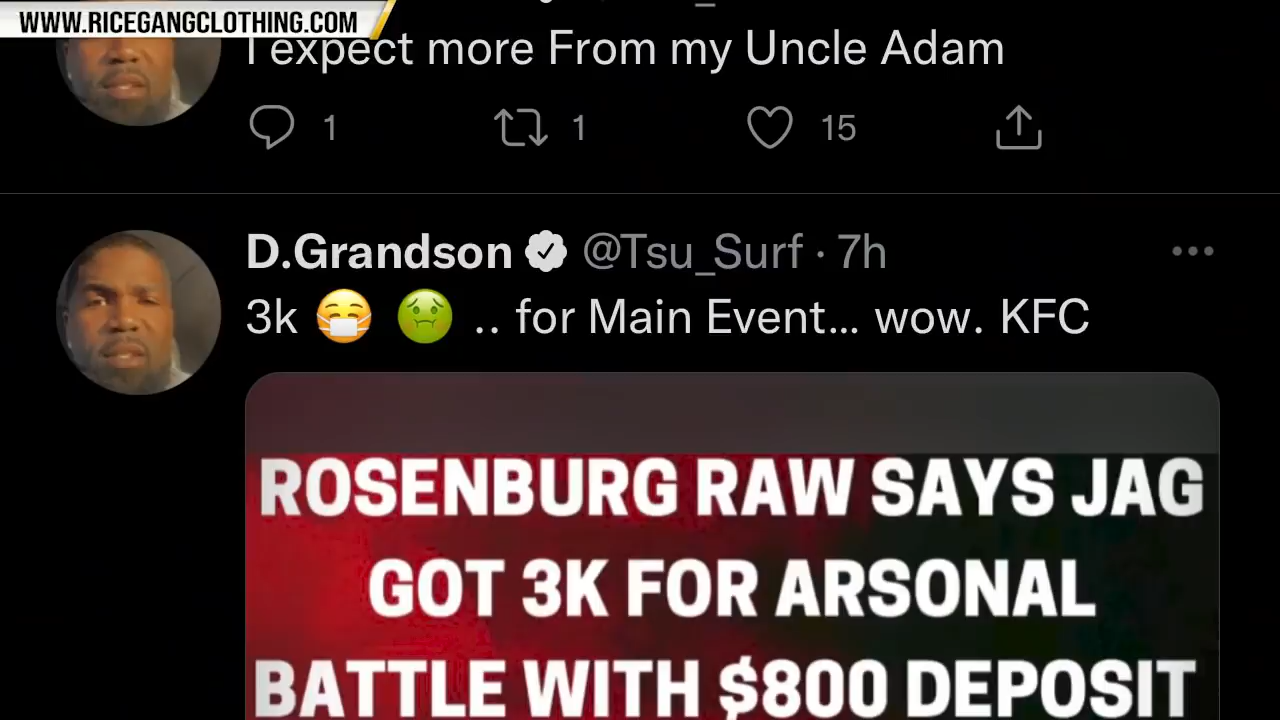 WWW.RICEGANGCLOTHING.COM
I expect more From my Uncle Adam
1 1 15
D.Grandson @Tsu_Surf · 7h
3k 😷 🤢 .. for Main Event... wow. KFC
ROSENBURG RAW SAYS JAG
GOT 3K FOR ARSONAL
BATTLE WITH $800 DEPOSIT